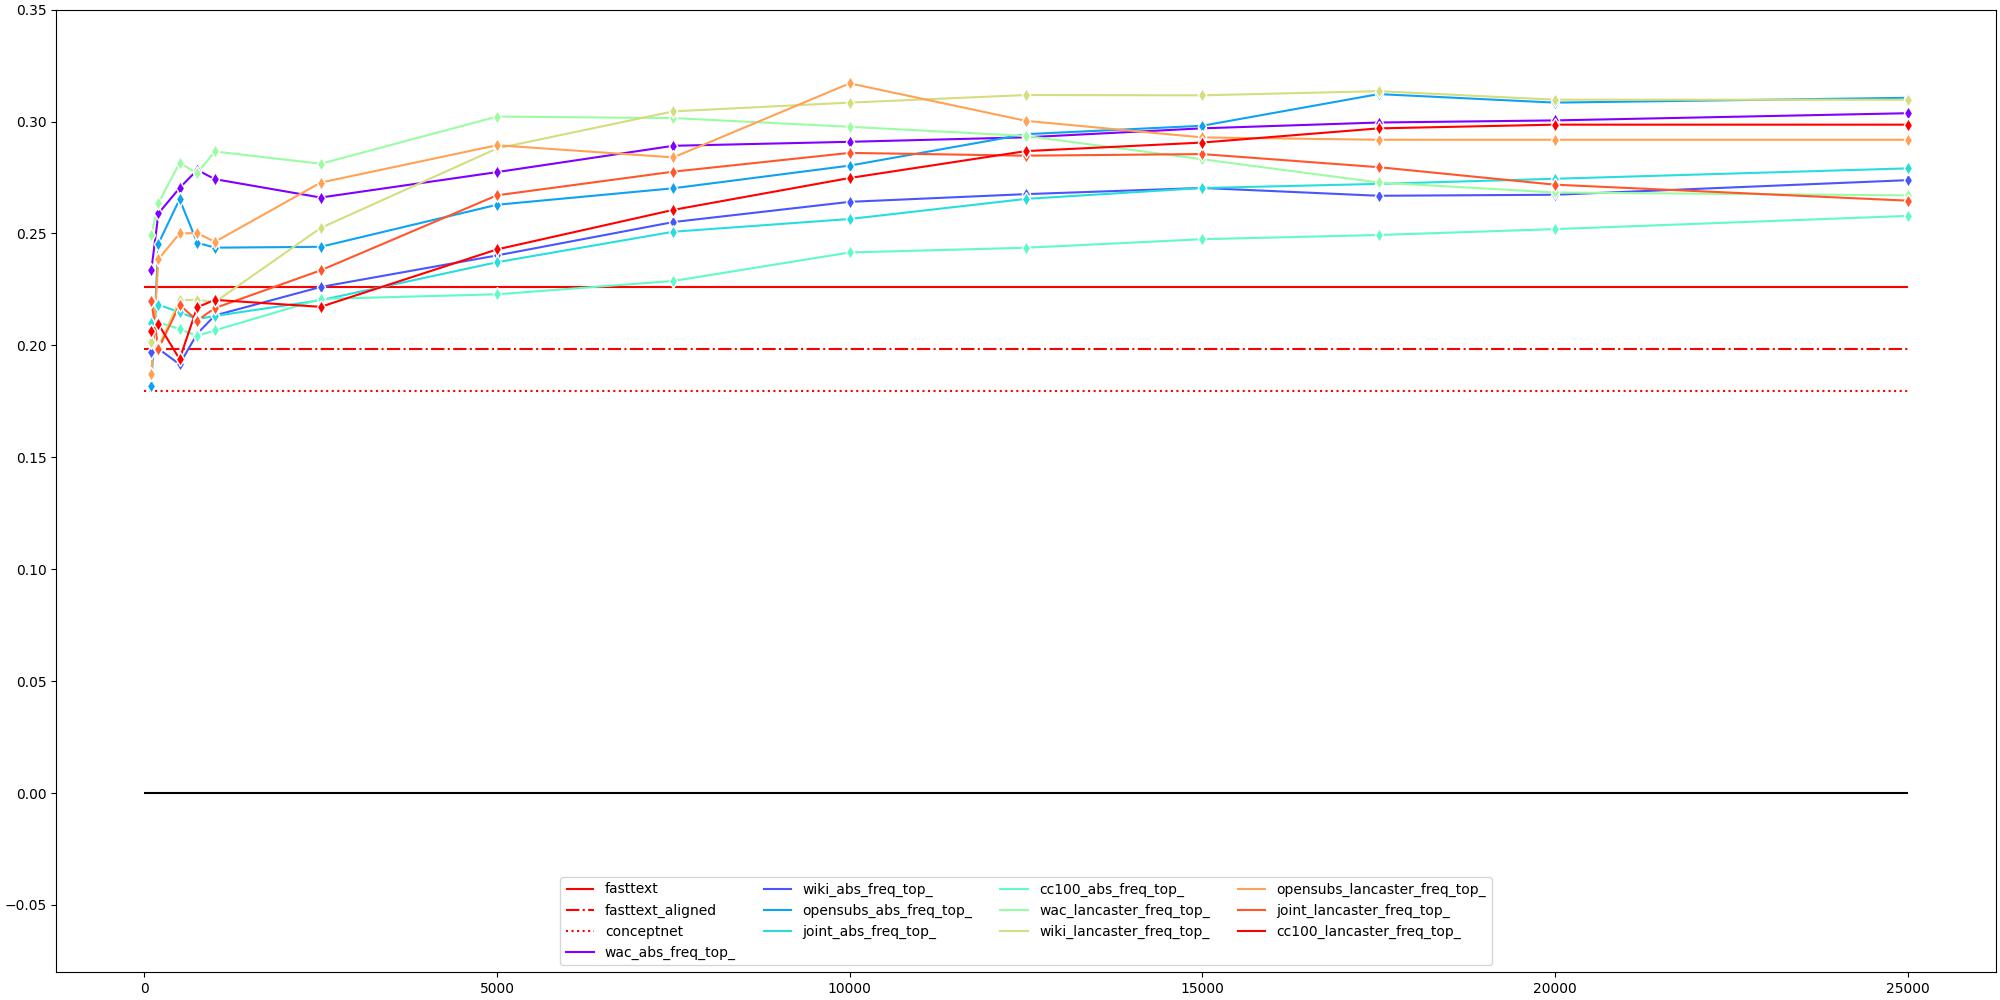 0.35
0.30
0.25
0.20
0.15
0.10
0.05
0.00
−0.05
0 5000 10000 15000 20000 25000
fasttext
fasttext_aligned
conceptnet
wac_abs_freq_top_
wiki_abs_freq_top_
opensubs_abs_freq_top_
joint_abs_freq_top_
cc100_abs_freq_top_
wac_lancaster_freq_top_
wiki_lancaster_freq_top_
opensubs_lancaster_freq_top_
joint_lancaster_freq_top_
cc100_lancaster_freq_top_